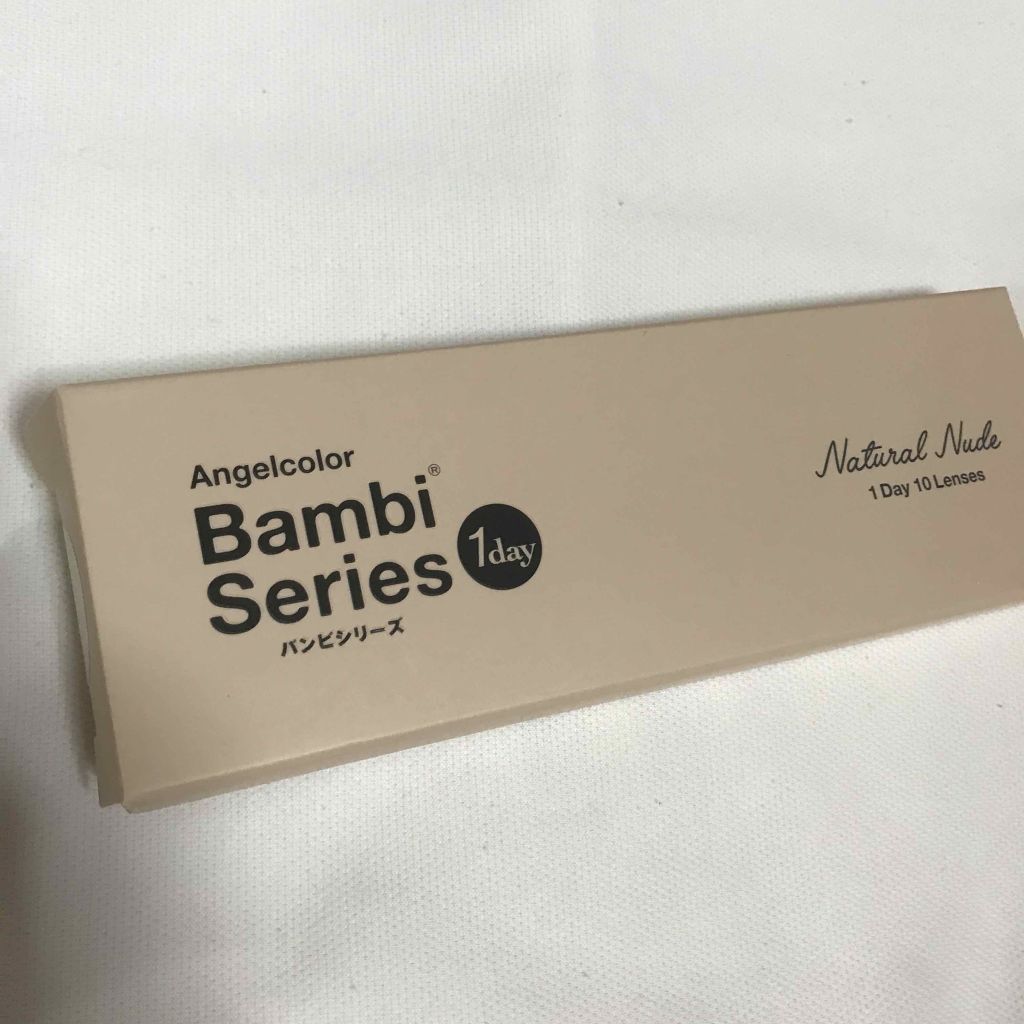 Angelcolor
Bambi®
Series 1day
バンビシリーズ
Natural Nude
1 Day 10 Lenses